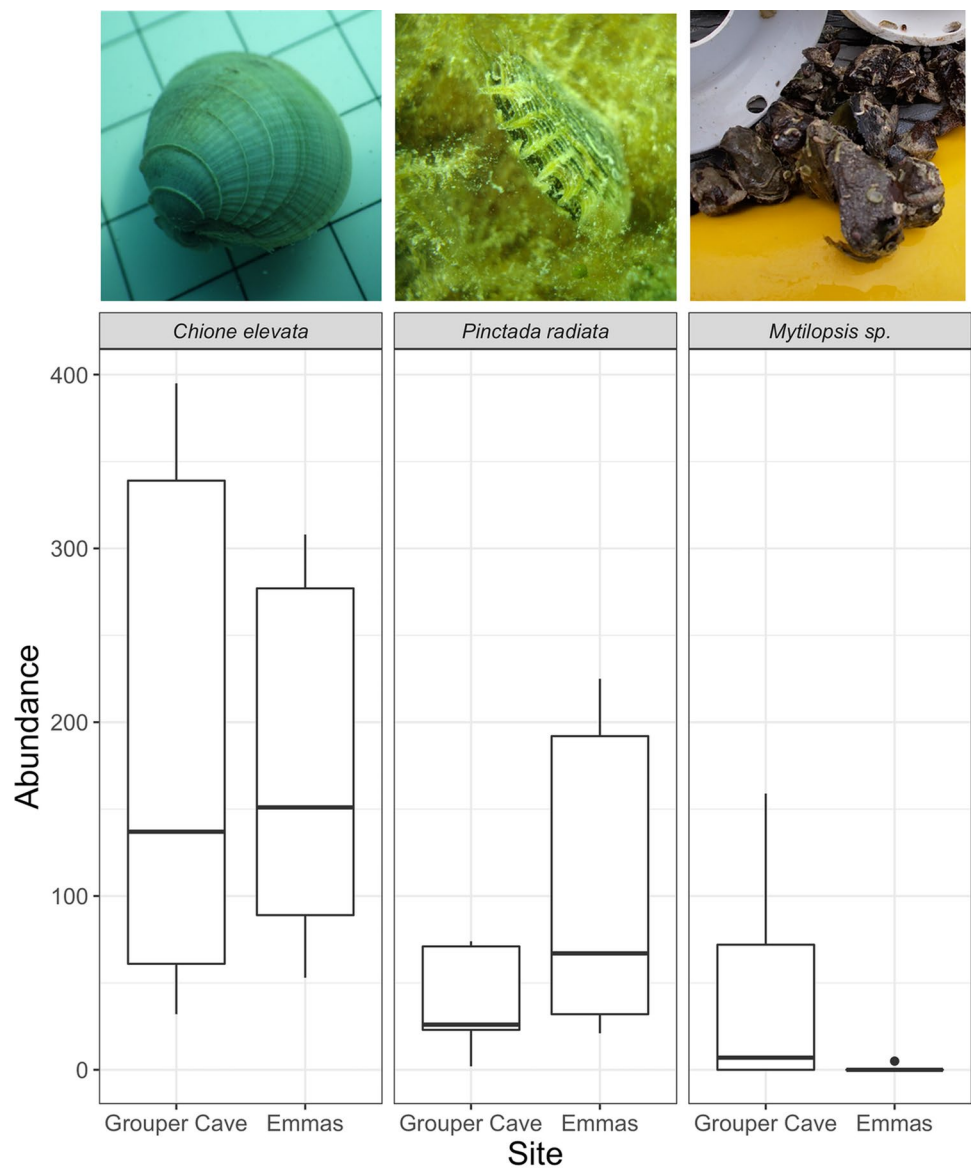 Chione elevata
Pinctada radiata
Mytilopsis sp.
400
300
200
100
0
Abundance
Grouper Cave
Emmas
Grouper Cave
Emmas
Grouper Cave
Emmas
Site